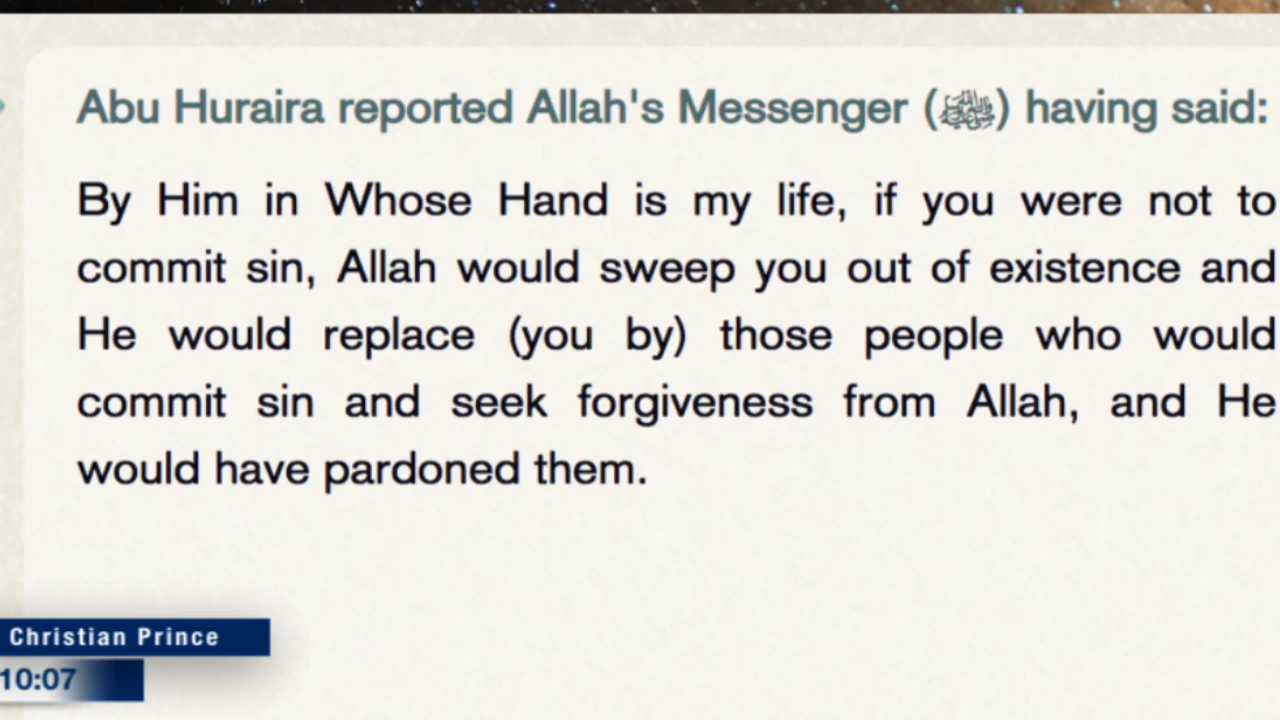 Abu Huraira reported Allah's Messenger (ﷺ) having said:
By Him in Whose Hand is my life, if you were not to
commit sin, Allah would sweep you out of existence and
He would replace (you by) those people who would
commit sin and seek forgiveness from Allah, and He
would have pardoned them.
Christian Prince
10:07